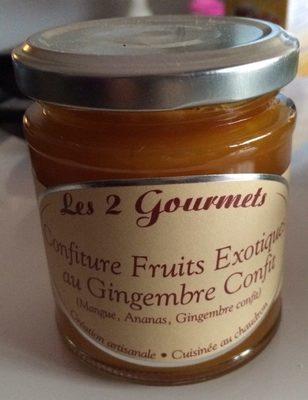 Les 2 Gourmets
Confiture Fruits Exotiques
au Gingembre Confit
(Mangue, Ananas, Gingembre confit)
Création artisanale • Cuisinée au chaudron